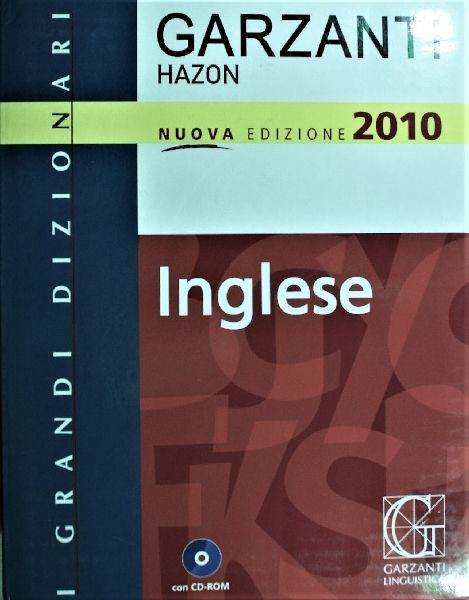 GARZANTI
HAZON
NUOVA EDIZIONE 2010
Inglese
I GRANDI DIZIONARI
con CD-ROM
GARZANTI
LINGUISTICA